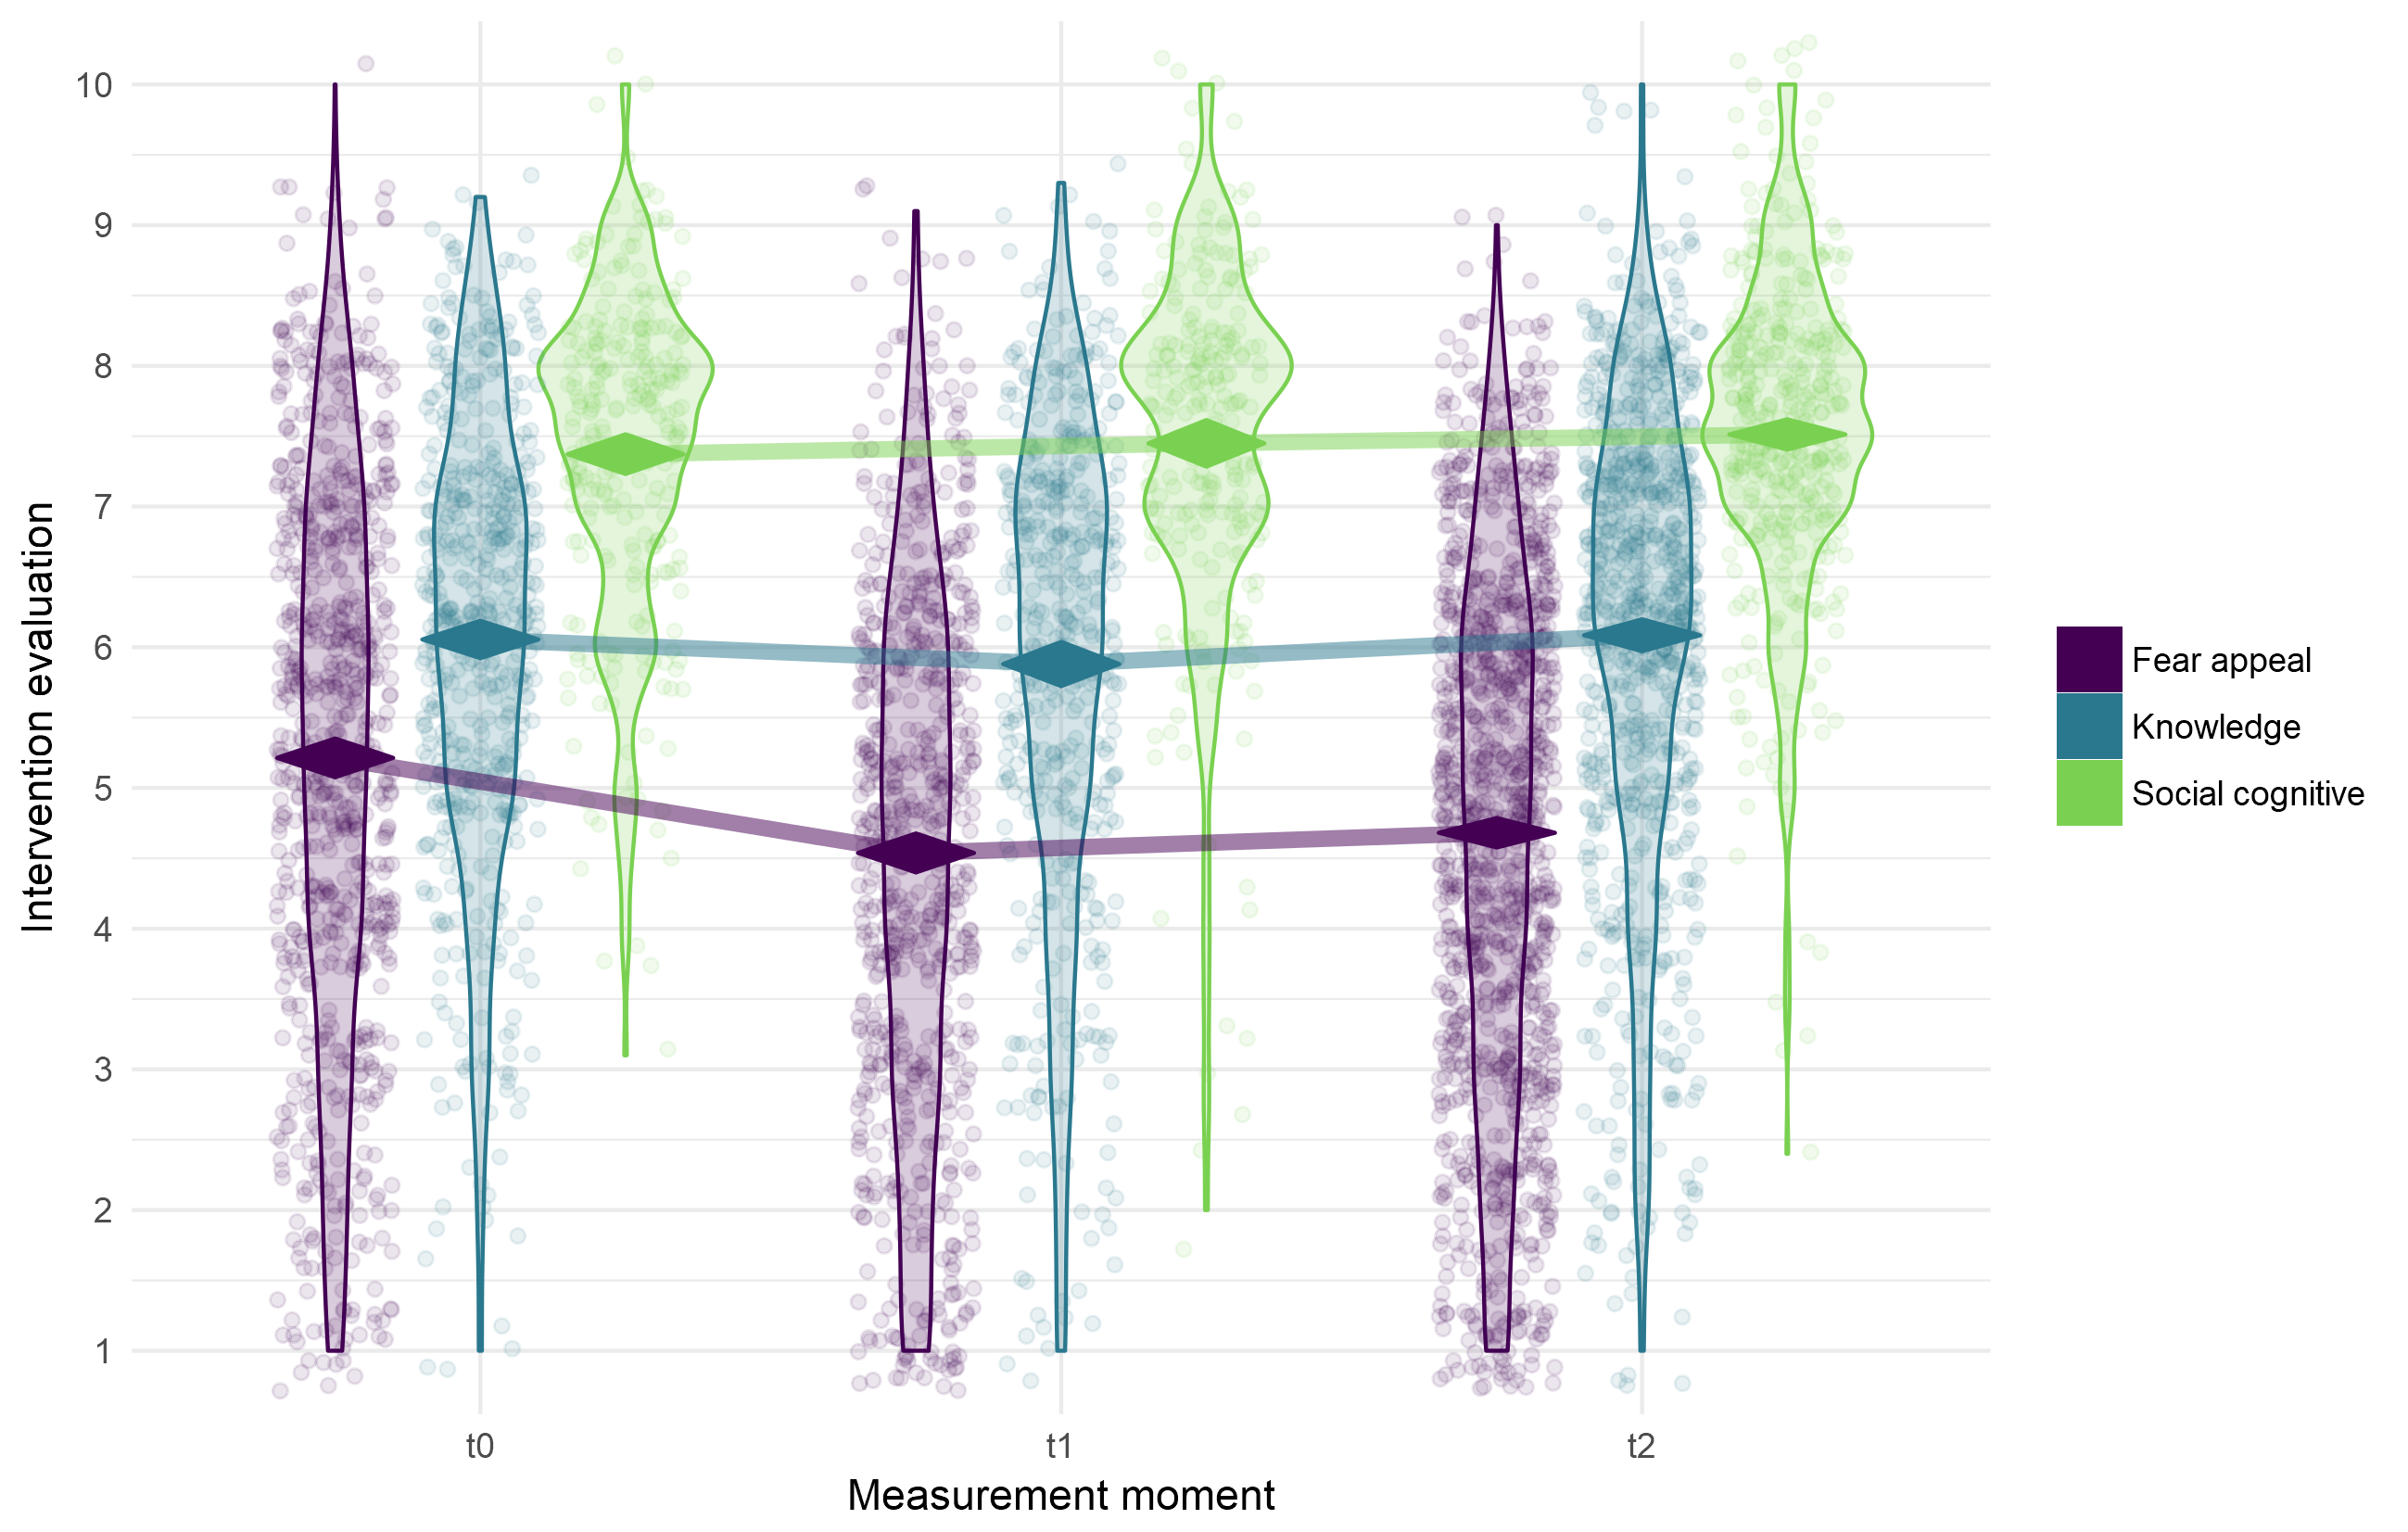 Intervention evaluation
10
9
8
7
6
5
4
3
2
1
t0
t1
t2
Measurement moment
Fear appeal
Knowledge
Social cognitive